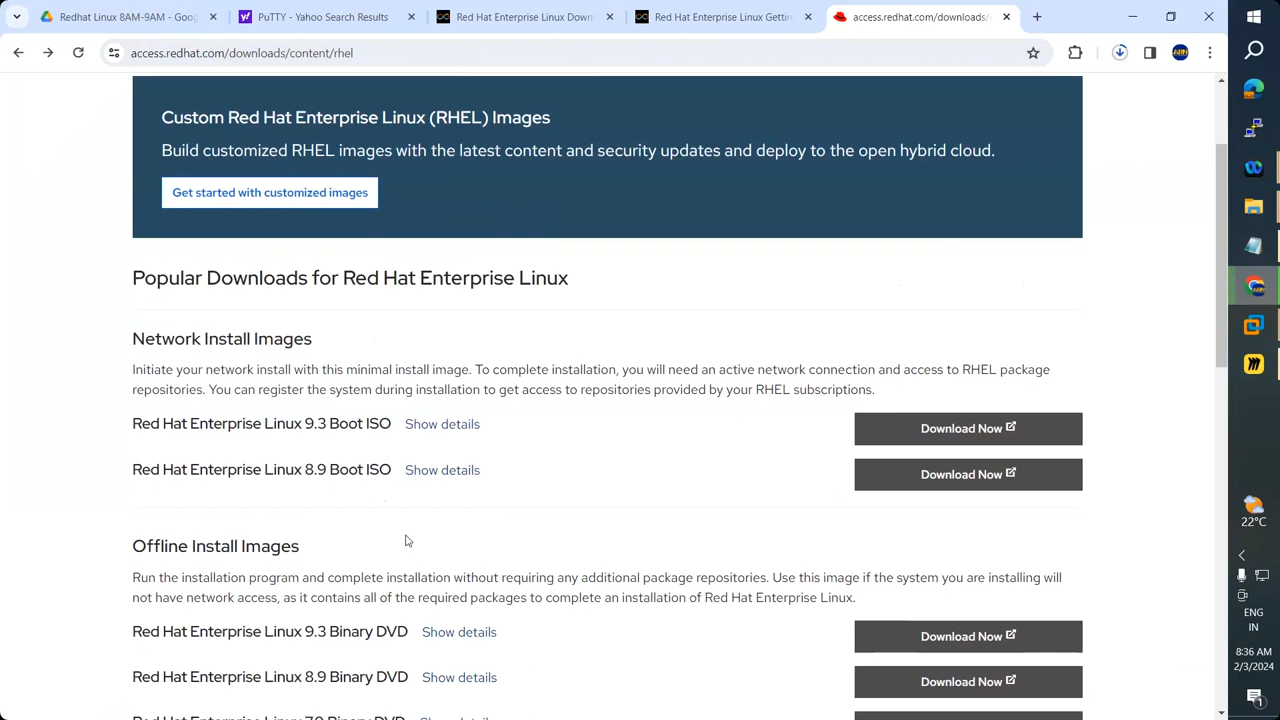 Redhat Linux 8AM-9AM - Goog
PuTTY - Yahoo Search Results
Red Hat Enterprise Linux Down
Red Hat Enterprise Linux Gettin
access.redhat.com/downloads/
access.redhat.com/downloads/content/rhel
Custom Red Hat Enterprise Linux (RHEL) Images
Build customized RHEL images with the latest content and security updates and deploy to the open hybrid cloud.
Get started with customized images
Popular Downloads for Red Hat Enterprise Linux
Network Install Images
Initiate your network install with this minimal install image. To complete installation, you will need an active network connection and access to RHEL package
repositories. You can register the system during installation to get access to repositories provided by your RHEL subscriptions.
Red Hat Enterprise Linux 9.3 Boot ISO Show details Download Now
Red Hat Enterprise Linux 8.9 Boot ISO Show details Download Now
Offline Install Images
Run the installation program and complete installation without requiring any additional package repositories. Use this image if the system you are installing will
not have network access, as it contains all of the required packages to complete an installation of Red Hat Enterprise Linux.
Red Hat Enterprise Linux 9.3 Binary DVD Show details Download Now
Red Hat Enterprise Linux 8.9 Binary DVD Show details Download Now
22°C
ENG
IN
8:36 AM
2/3/2024
1